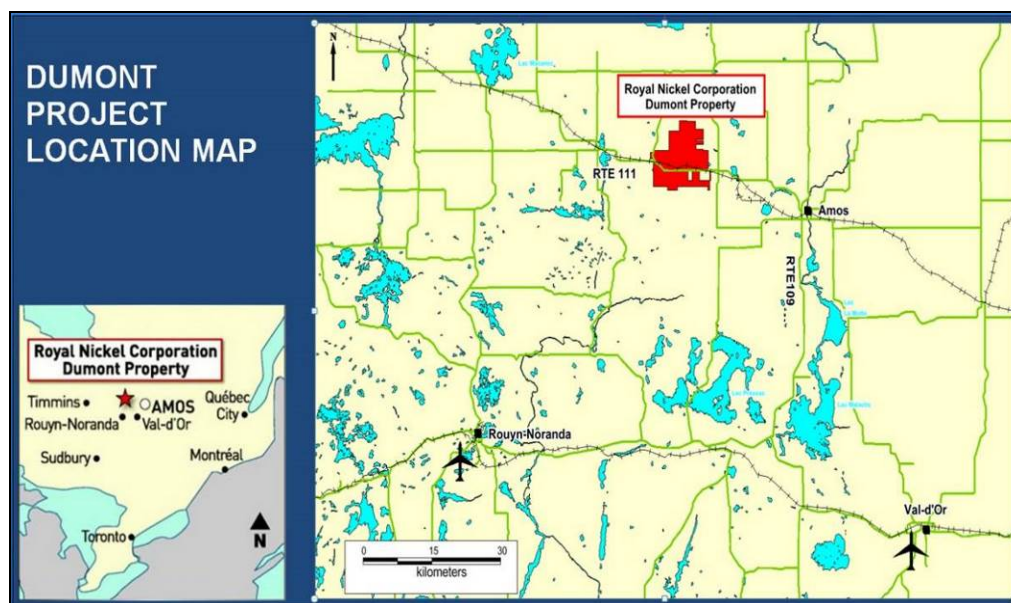 DUMONT
PROJECT
LOCATION MAP
N
Royal Nickel Corporation
Dumont Property
RTE 111
Amos
RTE109
Rouyn-Noranda
Val-d'Or
0 15 30
kilometers
Royal Nickel Corporation
Dumont Property
Timmins
AMOS
Québec
City
Rouyn-Noranda
Val-d'Or
Sudbury
Montréal
Toronto
N